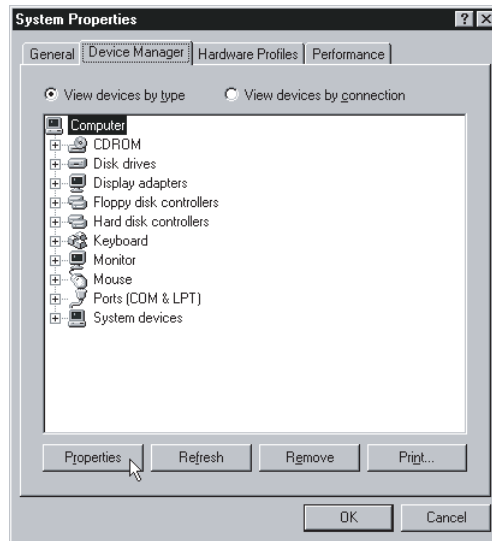 System Properties
General Device Manager Hardware Profiles Performance
View devices by type View devices by connection
Computer
CDROM
Disk drives
Display adapters
Floppy disk controllers
Hard disk controllers
Keyboard
Monitor
Mouse
Ports (COM & LPT)
System devices
Properties Refresh Remove Print...
OK Cancel